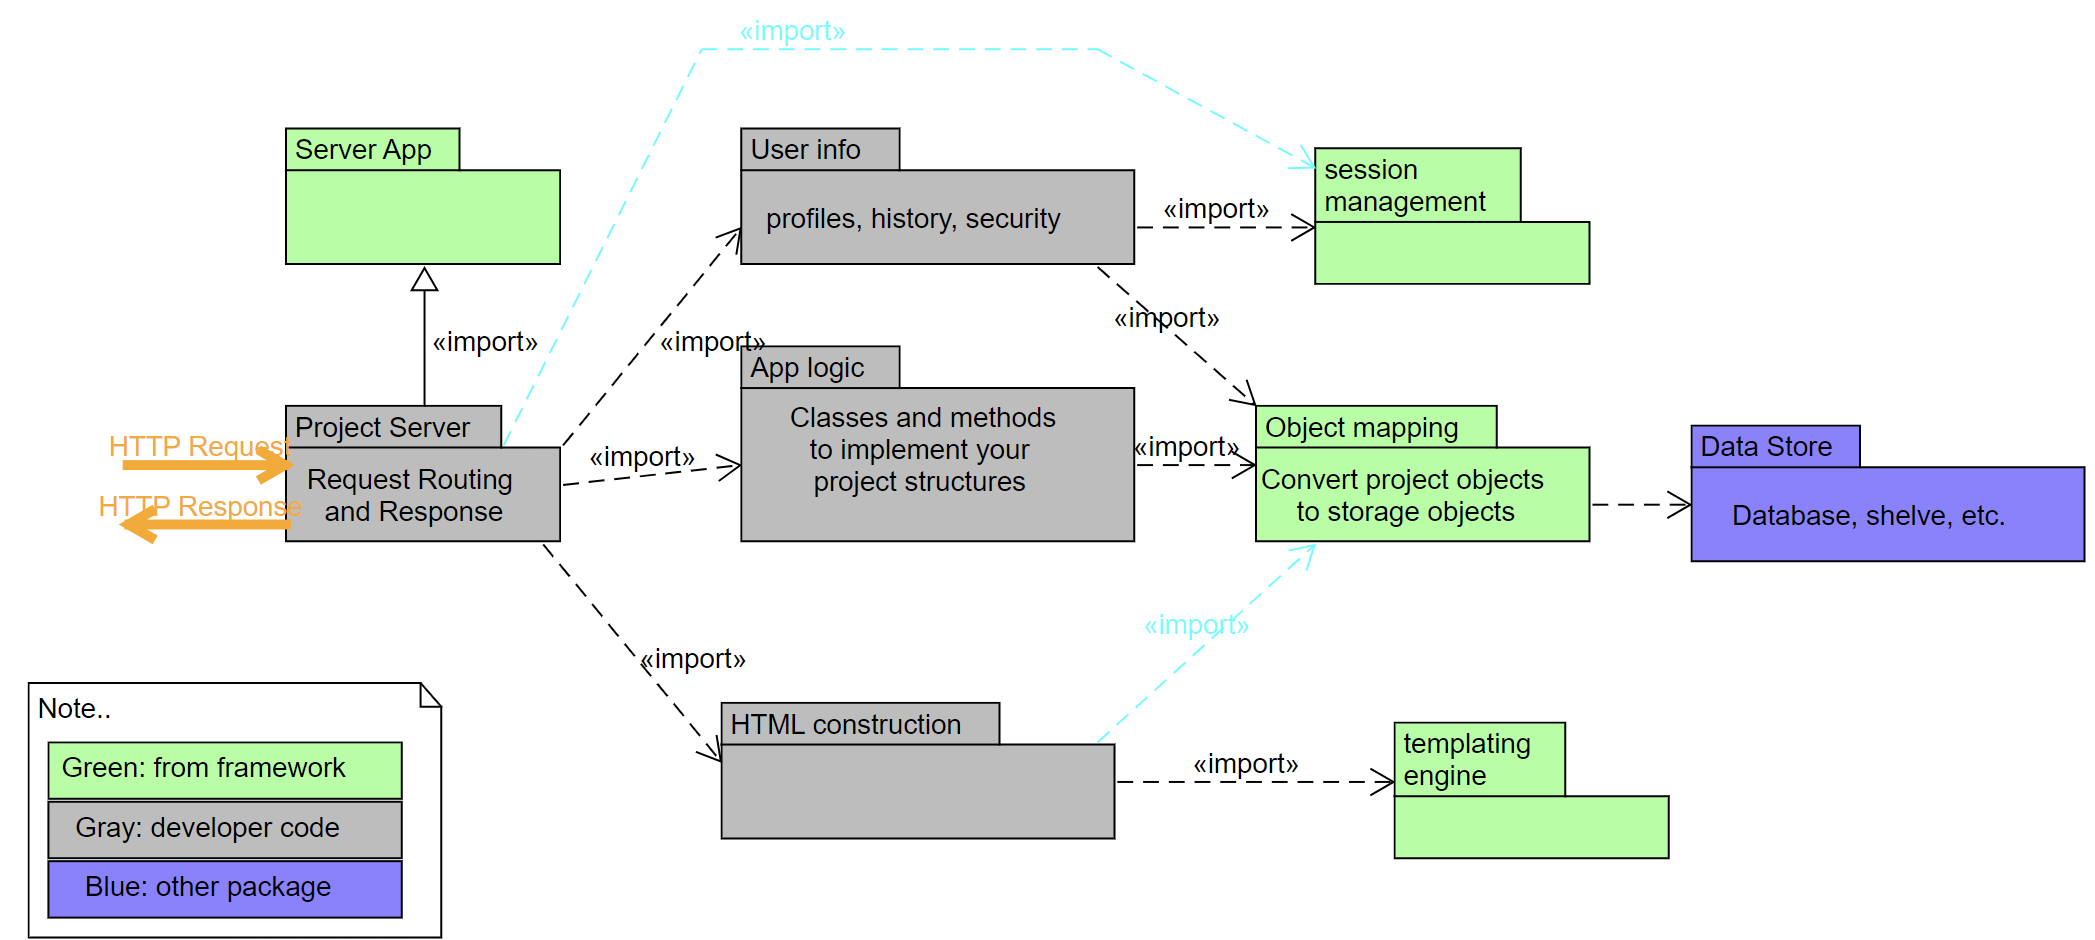 «import»
Server App
User info
profiles, history, security
«import»
session
management
«import»
«import»
«import»
App logic
Classes and methods
to implement your
project structures
Project Server
Request Routing
and Response
HTTP Request
HTTP Response
«import»
«import»
Object mapping
Convert project objects
to storage objects
Data Store
Database, shelve, etc.
«import»
«import»
HTML construction
«import»
templating
engine
Note..
Green: from framework
Gray: developer code
Blue: other package